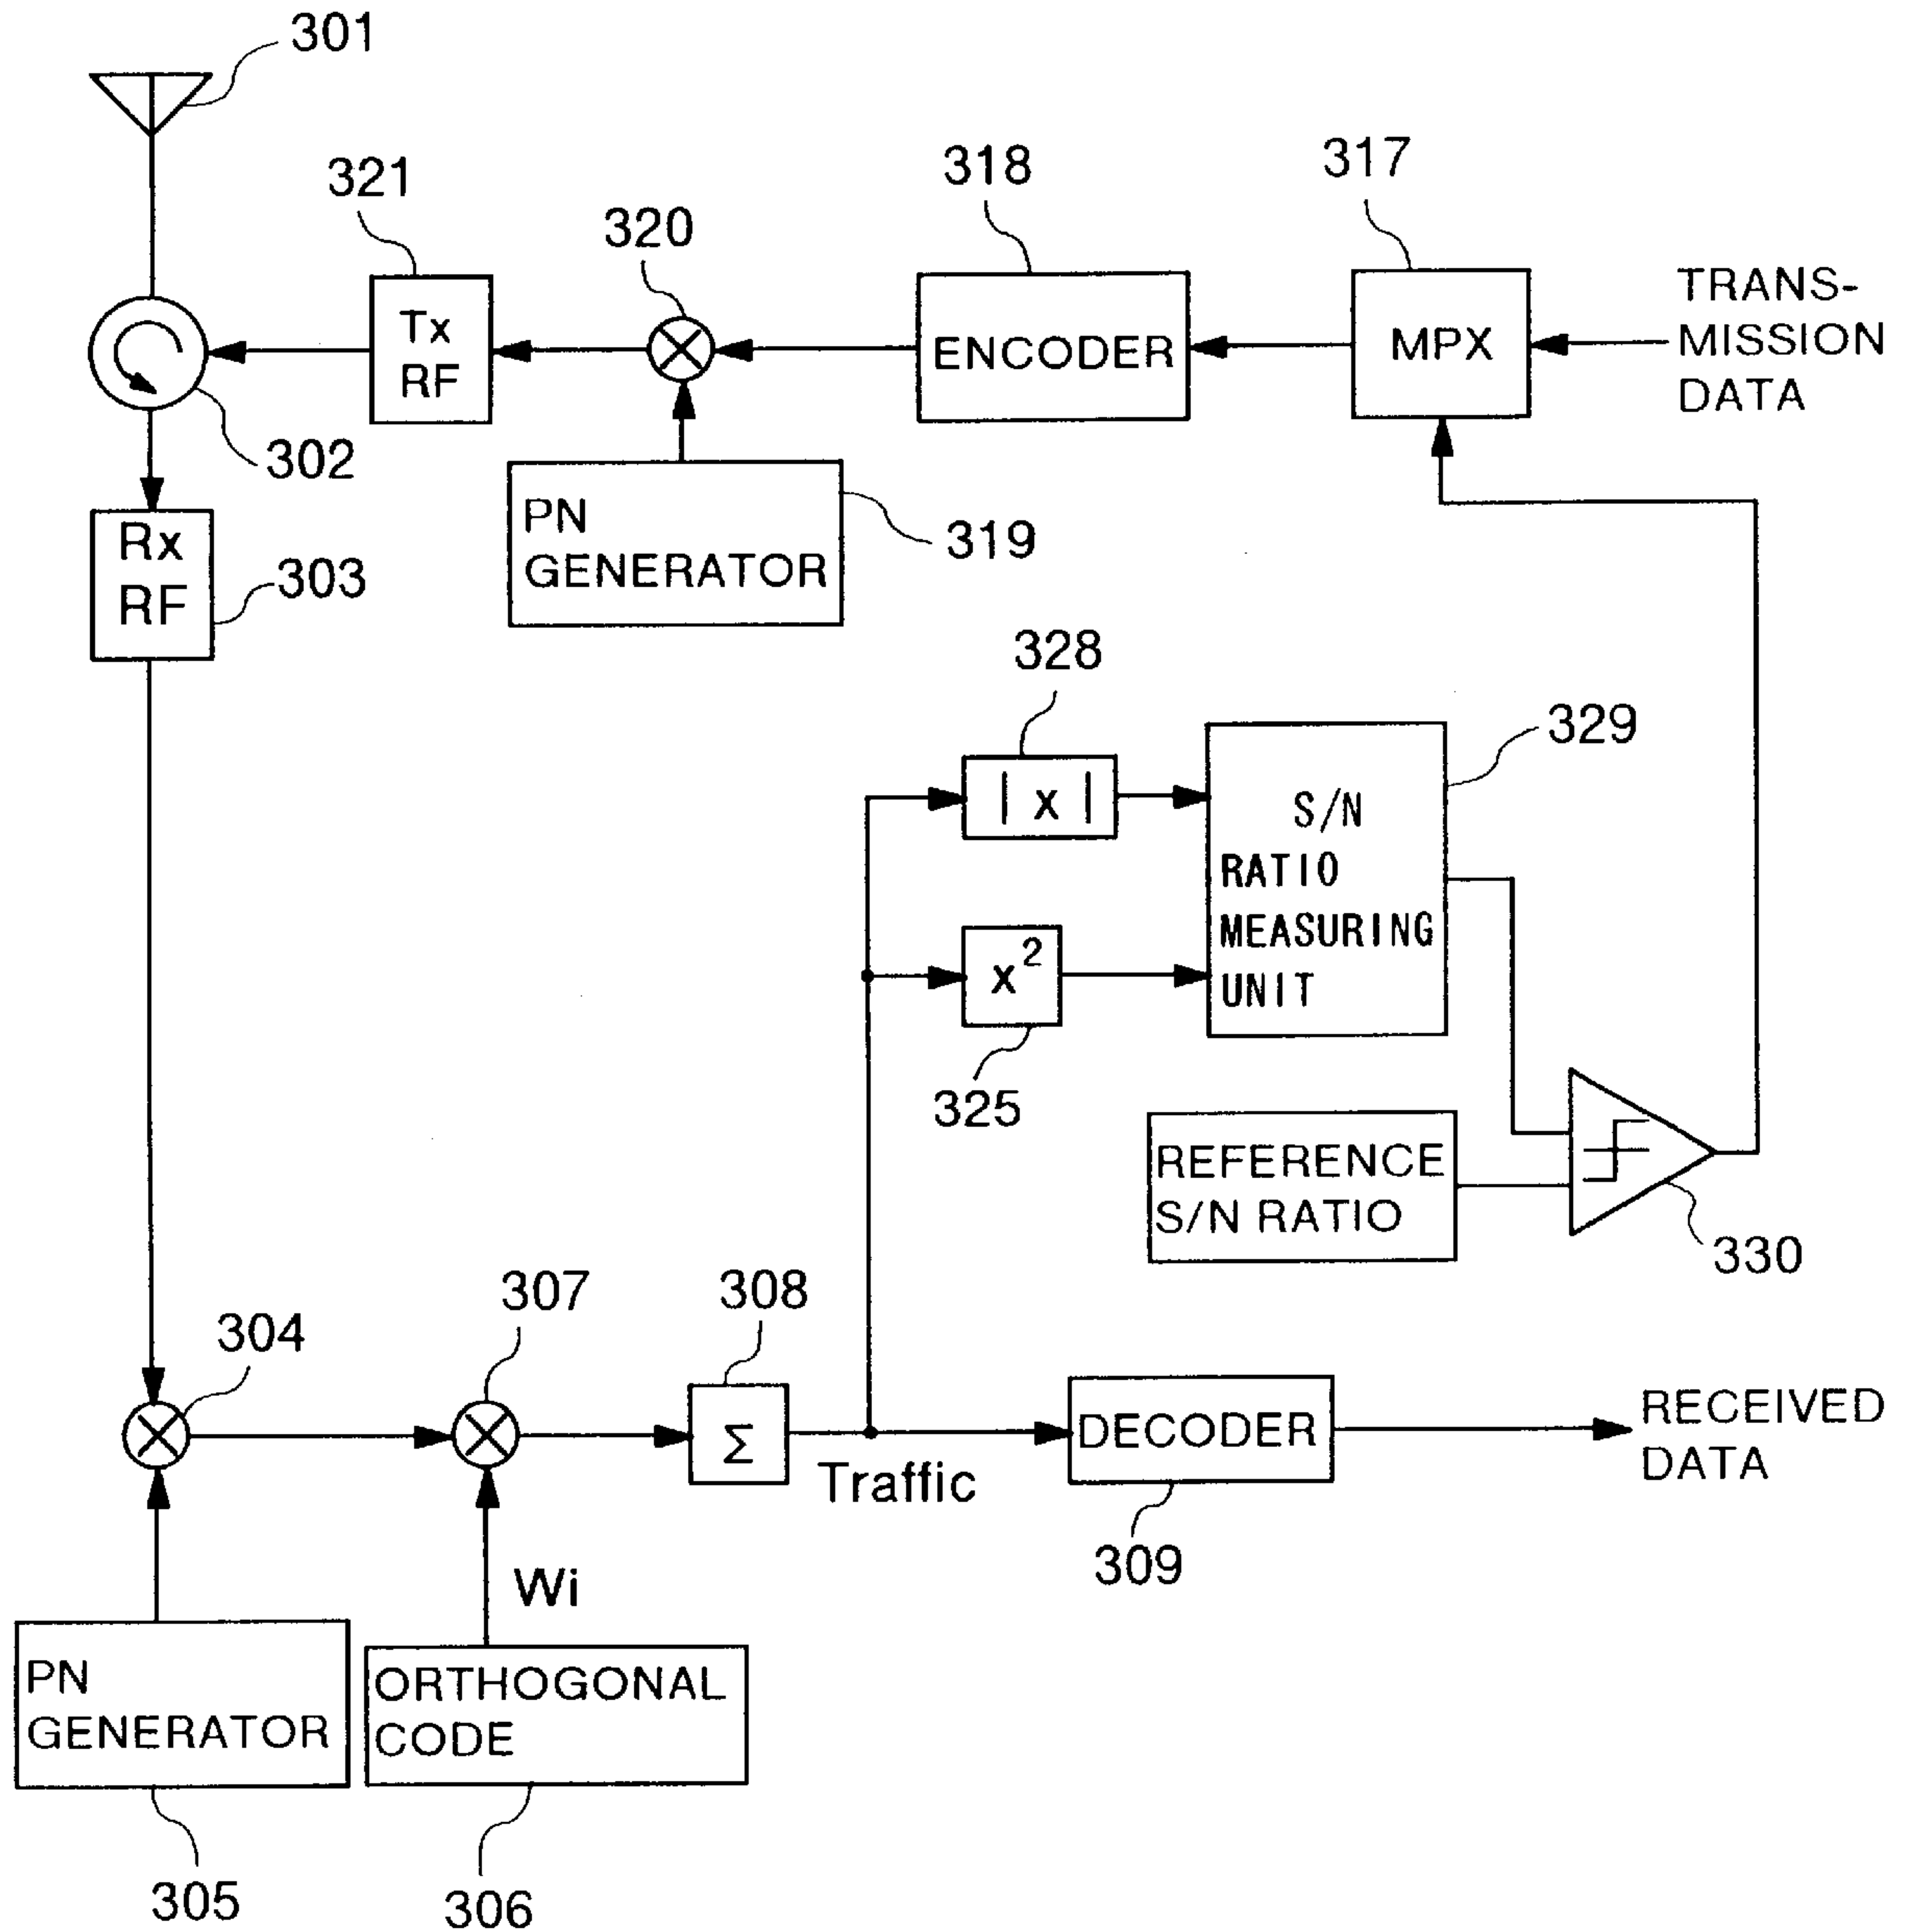 301
321
320
318
317
Tx
RF
ENCODER
MPX
TRANS-
MISSION
DATA
302
PN
GENERATOR
319
Rx
RF
303
328
329
| x |
S/N
RATIO
MEASURING
UNIT
x²
325
REFERENCE
S/N RATIO
330
304
307
308
Σ
Traffic
DECODER
RECEIVED
DATA
309
Wi
PN
GENERATOR
ORTHOGONAL
CODE
305
306